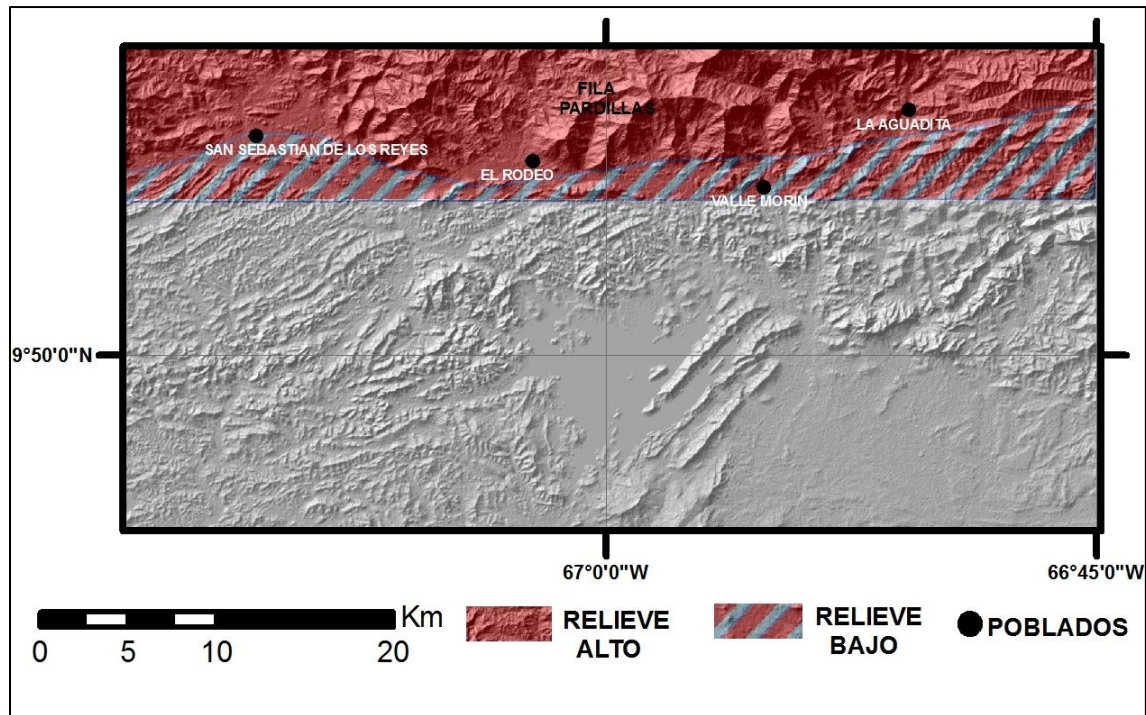 FILA
PARDILLAS
LA AGUADITA
SAN SEBASTIAN DE LOS REYES
EL RODEO
VALLE MORIN
9°50'0"N
67°0'0"W
66°45'0"W
Km
0 5 10 20
RELIEVE
ALTO
RELIEVE
BAJO
POBLADOS